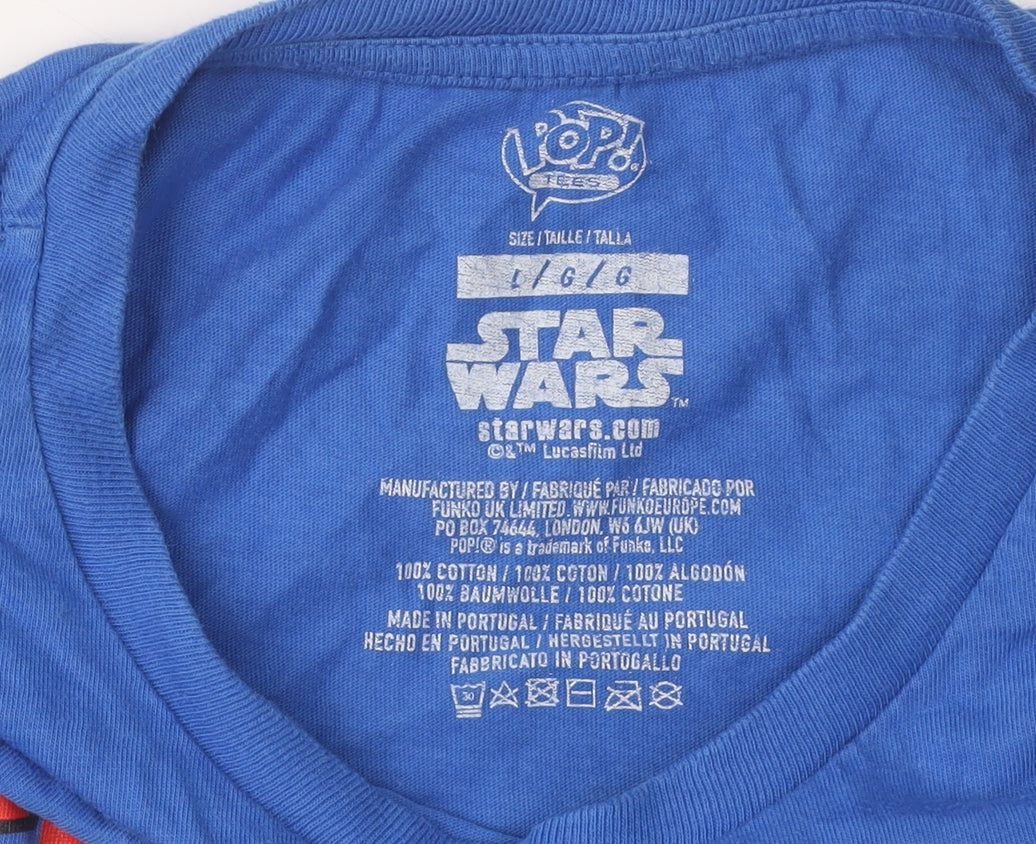 POP!
TEES
SIZE / TAILLE / TALLA
L / G / G
STAR
WARS™
starwars.com
©&™ Lucasfilm Ltd
MANUFACTURED BY / FABRIQUÉ PAR / FABRICADO POR
FUNKO UK LIMITED. WWW.FUNKOEUROPE.COM
PO BOX 74644, LONDON, W6 6JW (UK)
POP!® is a trademark of Funko, LLC
100% COTTON / 100% COTON / 100% ALGODÓN
100% BAUMWOLLE / 100% COTONE
MADE IN PORTUGAL / FABRIQUÉ AU PORTUGAL
HECHO EN PORTUGAL / HERGESTELLT IN PORTUGAL
FABBRICATO IN PORTOGALLO
30